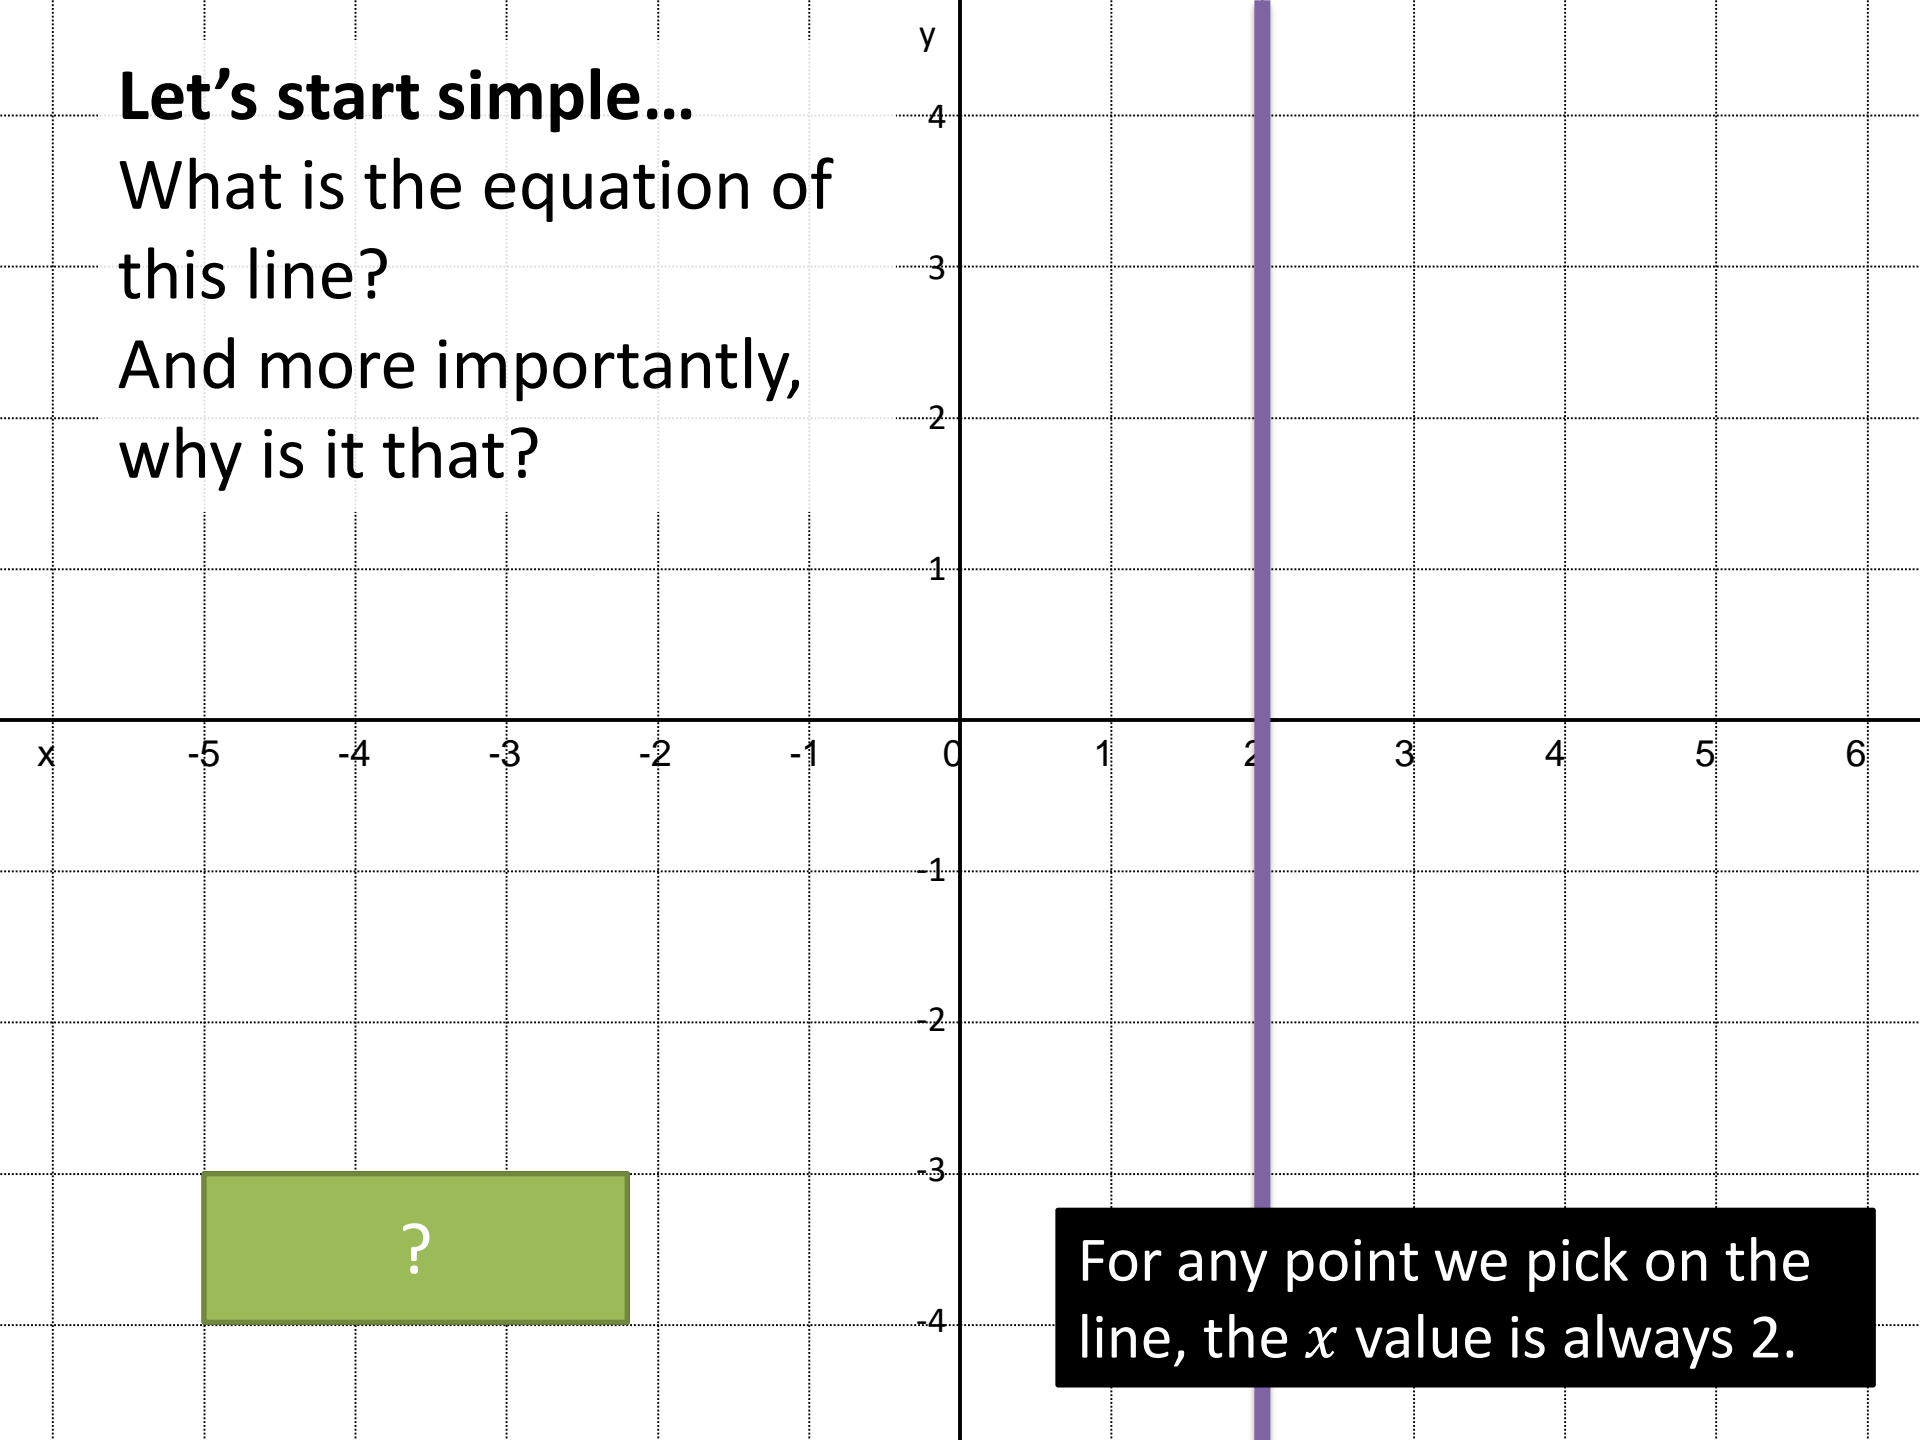 Let’s start simple…
What is the equation of
this line?
And more importantly,
why is it that?
y
4
3
2
1
x -5 -4 -3 -2 -1 0 1 2 3 4 5 6
-1
-2
-3
-4
?
For any point we pick on the
line, the 𝑥 value is always 2.